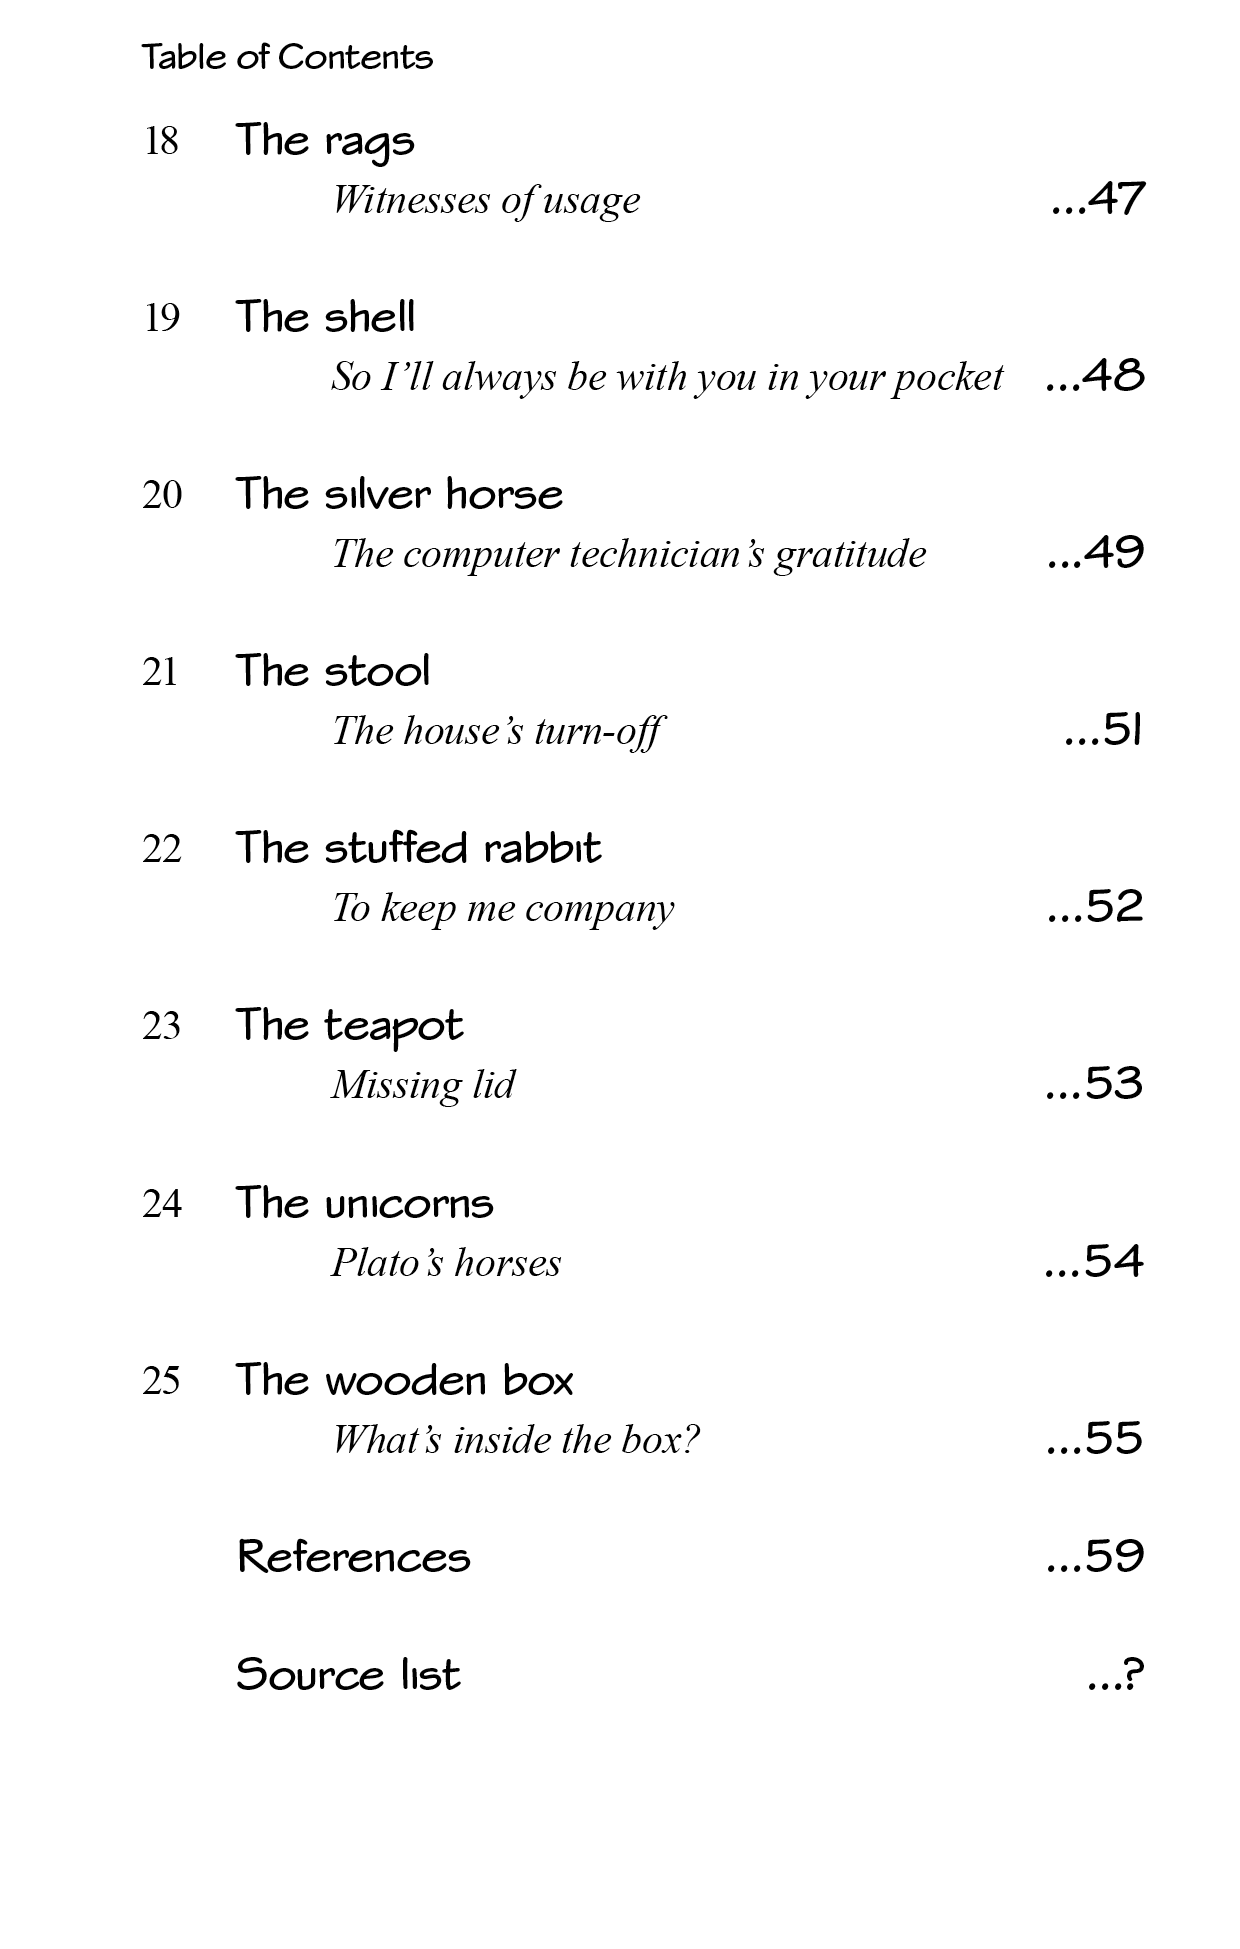 Table of Contents
18 The rags
Witnesses of usage ...47
19 The shell
So I’ll always be with you in your pocket ...48
20 The silver horse
The computer technician’s gratitude ...49
21 The stool
The house’s turn-off ...51
22 The stuffed rabbit
To keep me company ...52
23 The teapot
Missing lid ...53
24 The unicorns
Plato’s horses ...54
25 The wooden box
What’s inside the box? ...55
References ...59
Source list ...?